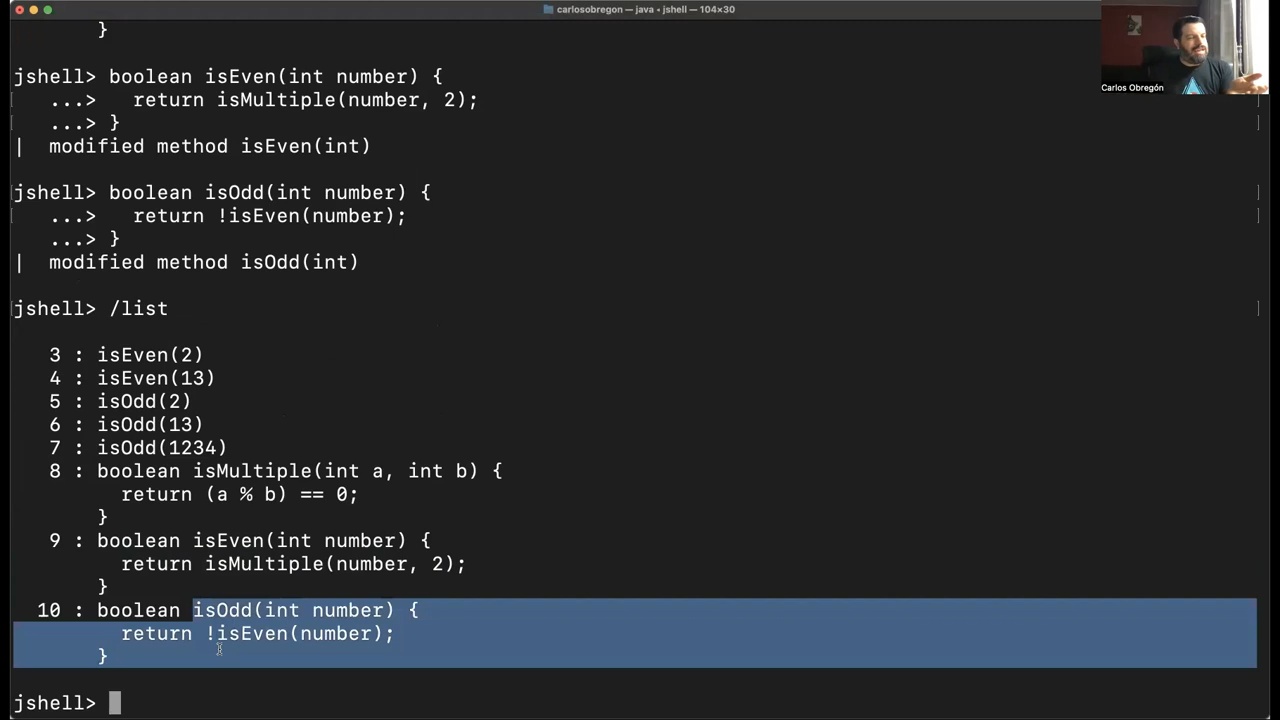 carlosobregon — java ◂ jshell — 104×30
Carlos Obregón
}
jshell> boolean isEven(int number) {
...> return isMultiple(number, 2);
...> }
| modified method isEven(int)
jshell> boolean isOdd(int number) {
...> return !isEven(number);
...> }
| modified method isOdd(int)
jshell> /list
3 : isEven(2)
4 : isEven(13)
5 : isOdd(2)
6 : isOdd(13)
7 : isOdd(1234)
8 : boolean isMultiple(int a, int b) {
return (a % b) == 0;
}
9 : boolean isEven(int number) {
return isMultiple(number, 2);
}
10 : boolean isOdd(int number) {
return !isEven(number);
}
jshell>